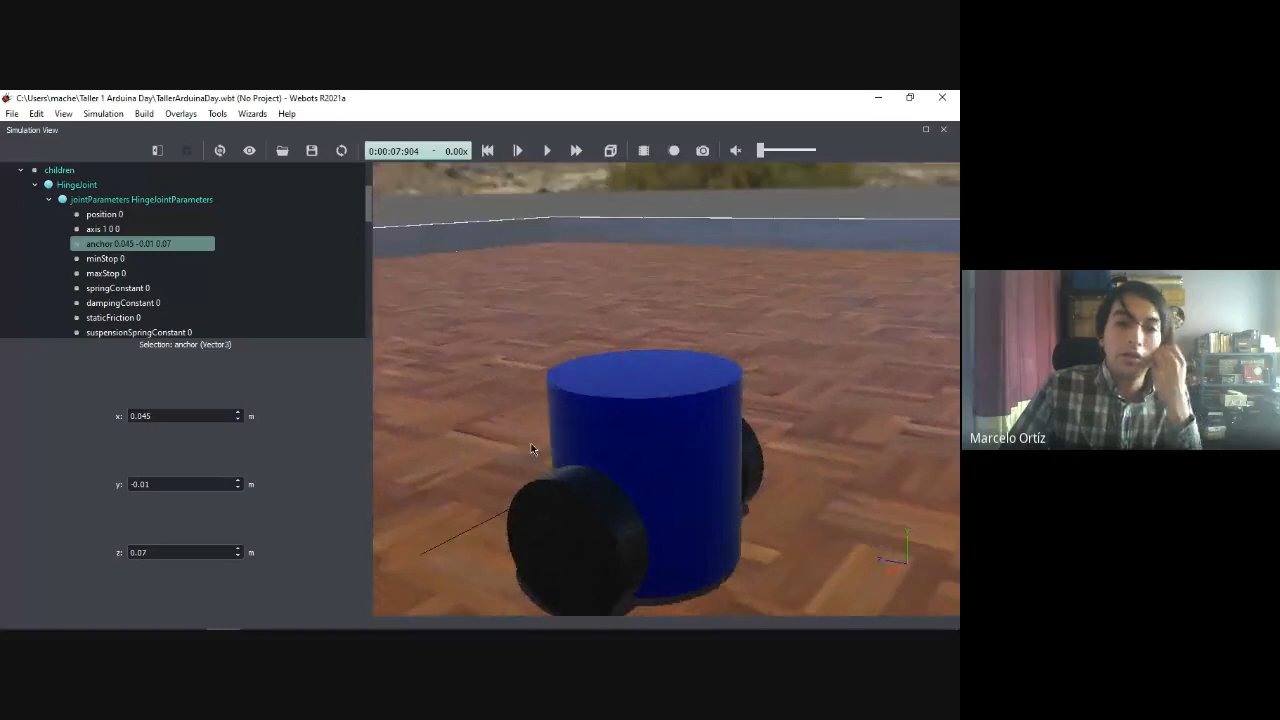 C:\Users\mache\Taller 1 Arduina Day\TallerArduinaDay.wbt (No Project) - Webots R2021a
File Edit View Simulation Build Overlays Tools Wizards Help
Simulation View
0:00:07:904 - 0.00x
children
HingeJoint
jointParameters HingeJointParameters
position 0
axis 1 0 0
anchor 0.045 -0.01 0.07
minStop 0
maxStop 0
springConstant 0
dampingConstant 0
staticFriction 0
suspensionSpringConstant 0
Selection: anchor (Vector3)
x: 0.045 m
y: -0.01 m
z: 0.07 m
Y
Z
Marcelo Ortíz